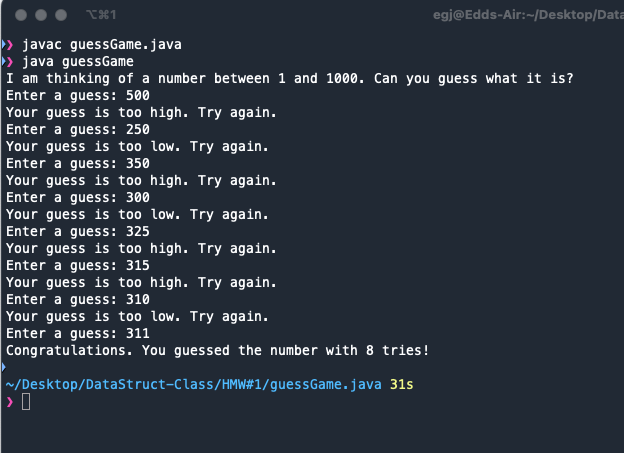 ⌥⌘1
egj@Edds-Air:~/Desktop/Data
❯ javac guessGame.java
❯ java guessGame
I am thinking of a number between 1 and 1000. Can you guess what it is?
Enter a guess: 500
Your guess is too high. Try again.
Enter a guess: 250
Your guess is too low. Try again.
Enter a guess: 350
Your guess is too high. Try again.
Enter a guess: 300
Your guess is too low. Try again.
Enter a guess: 325
Your guess is too high. Try again.
Enter a guess: 315
Your guess is too high. Try again.
Enter a guess: 310
Your guess is too low. Try again.
Enter a guess: 311
Congratulations. You guessed the number with 8 tries!
~/Desktop/DataStruct-Class/HMW#1/guessGame.java 31s
❯